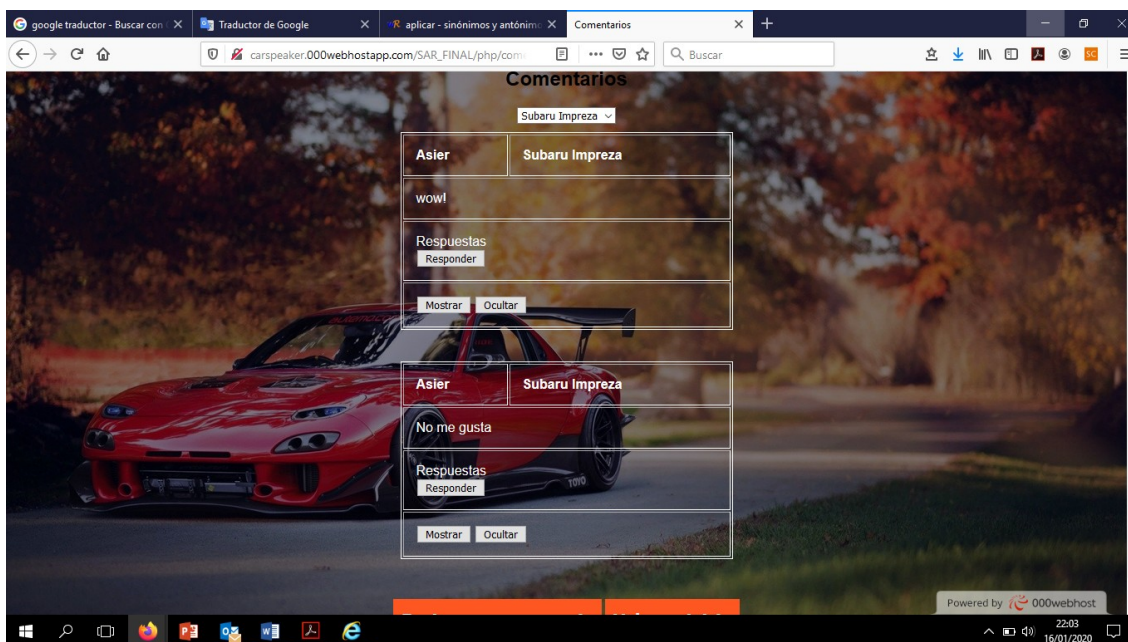 google traductor - Buscar con
Traductor de Google
aplicar - sinónimos y antónimo
Comentarios
carspeaker.000webhostapp.com/SAR_FINAL/php/com
Buscar
Comentarios
Subaru Impreza
Asier Subaru Impreza
wow!
Respuestas
Responder
Mostrar Ocultar
Asier Subaru Impreza
No me gusta
Respuestas
Responder
Mostrar Ocultar
TOYO
Powered by 000webhost
22:03
16/01/2020